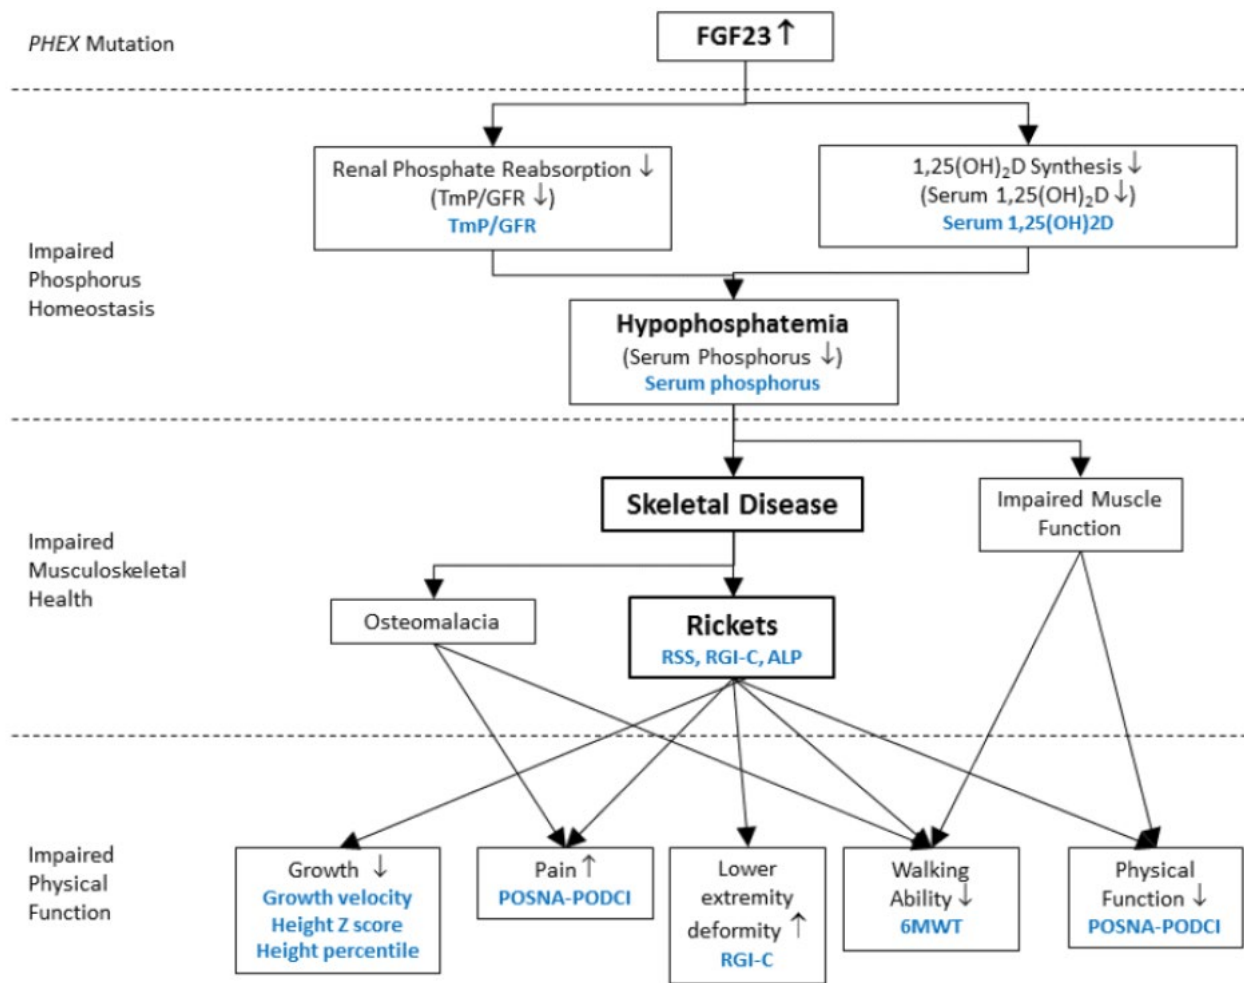 PHEX Mutation
FGF23 ↑
Impaired
Phosphorus
Homeostasis
Renal Phosphate Reabsorption ↓
(TmP/GFR ↓)
TmP/GFR
1,25(OH)₂D Synthesis ↓
(Serum 1,25(OH)₂D ↓)
Serum 1,25(OH)2D
Hypophosphatemia
(Serum Phosphorus ↓)
Serum phosphorus
Impaired
Musculoskeletal
Health
Skeletal Disease
Impaired Muscle
Function
Osteomalacia
Rickets
RSS, RGI-C, ALP
Impaired
Physical
Function
Growth ↓
Growth velocity
Height Z score
Height percentile
Pain ↑
POSNA-PODCI
Lower
extremity
deformity ↑
RGI-C
Walking
Ability ↓
6MWT
Physical
Function ↓
POSNA-PODCI